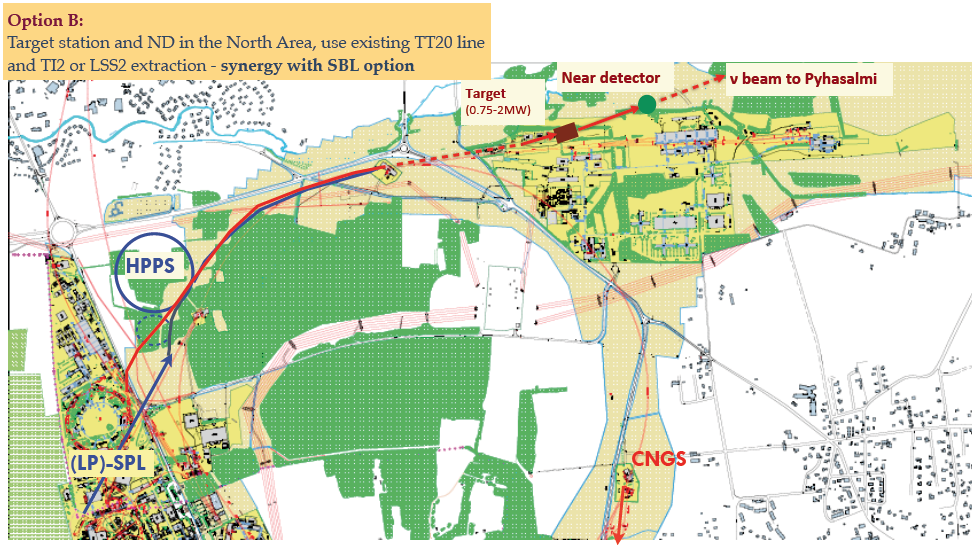 Option B:
Target station and ND in the North Area, use existing TT20 line
and TI2 or LSS2 extraction - synergy with SBL option
Target
(0.75-2MW)
Near detector
ν beam to Pyhasalmi
HPPS
(LP)-SPL
CNGS